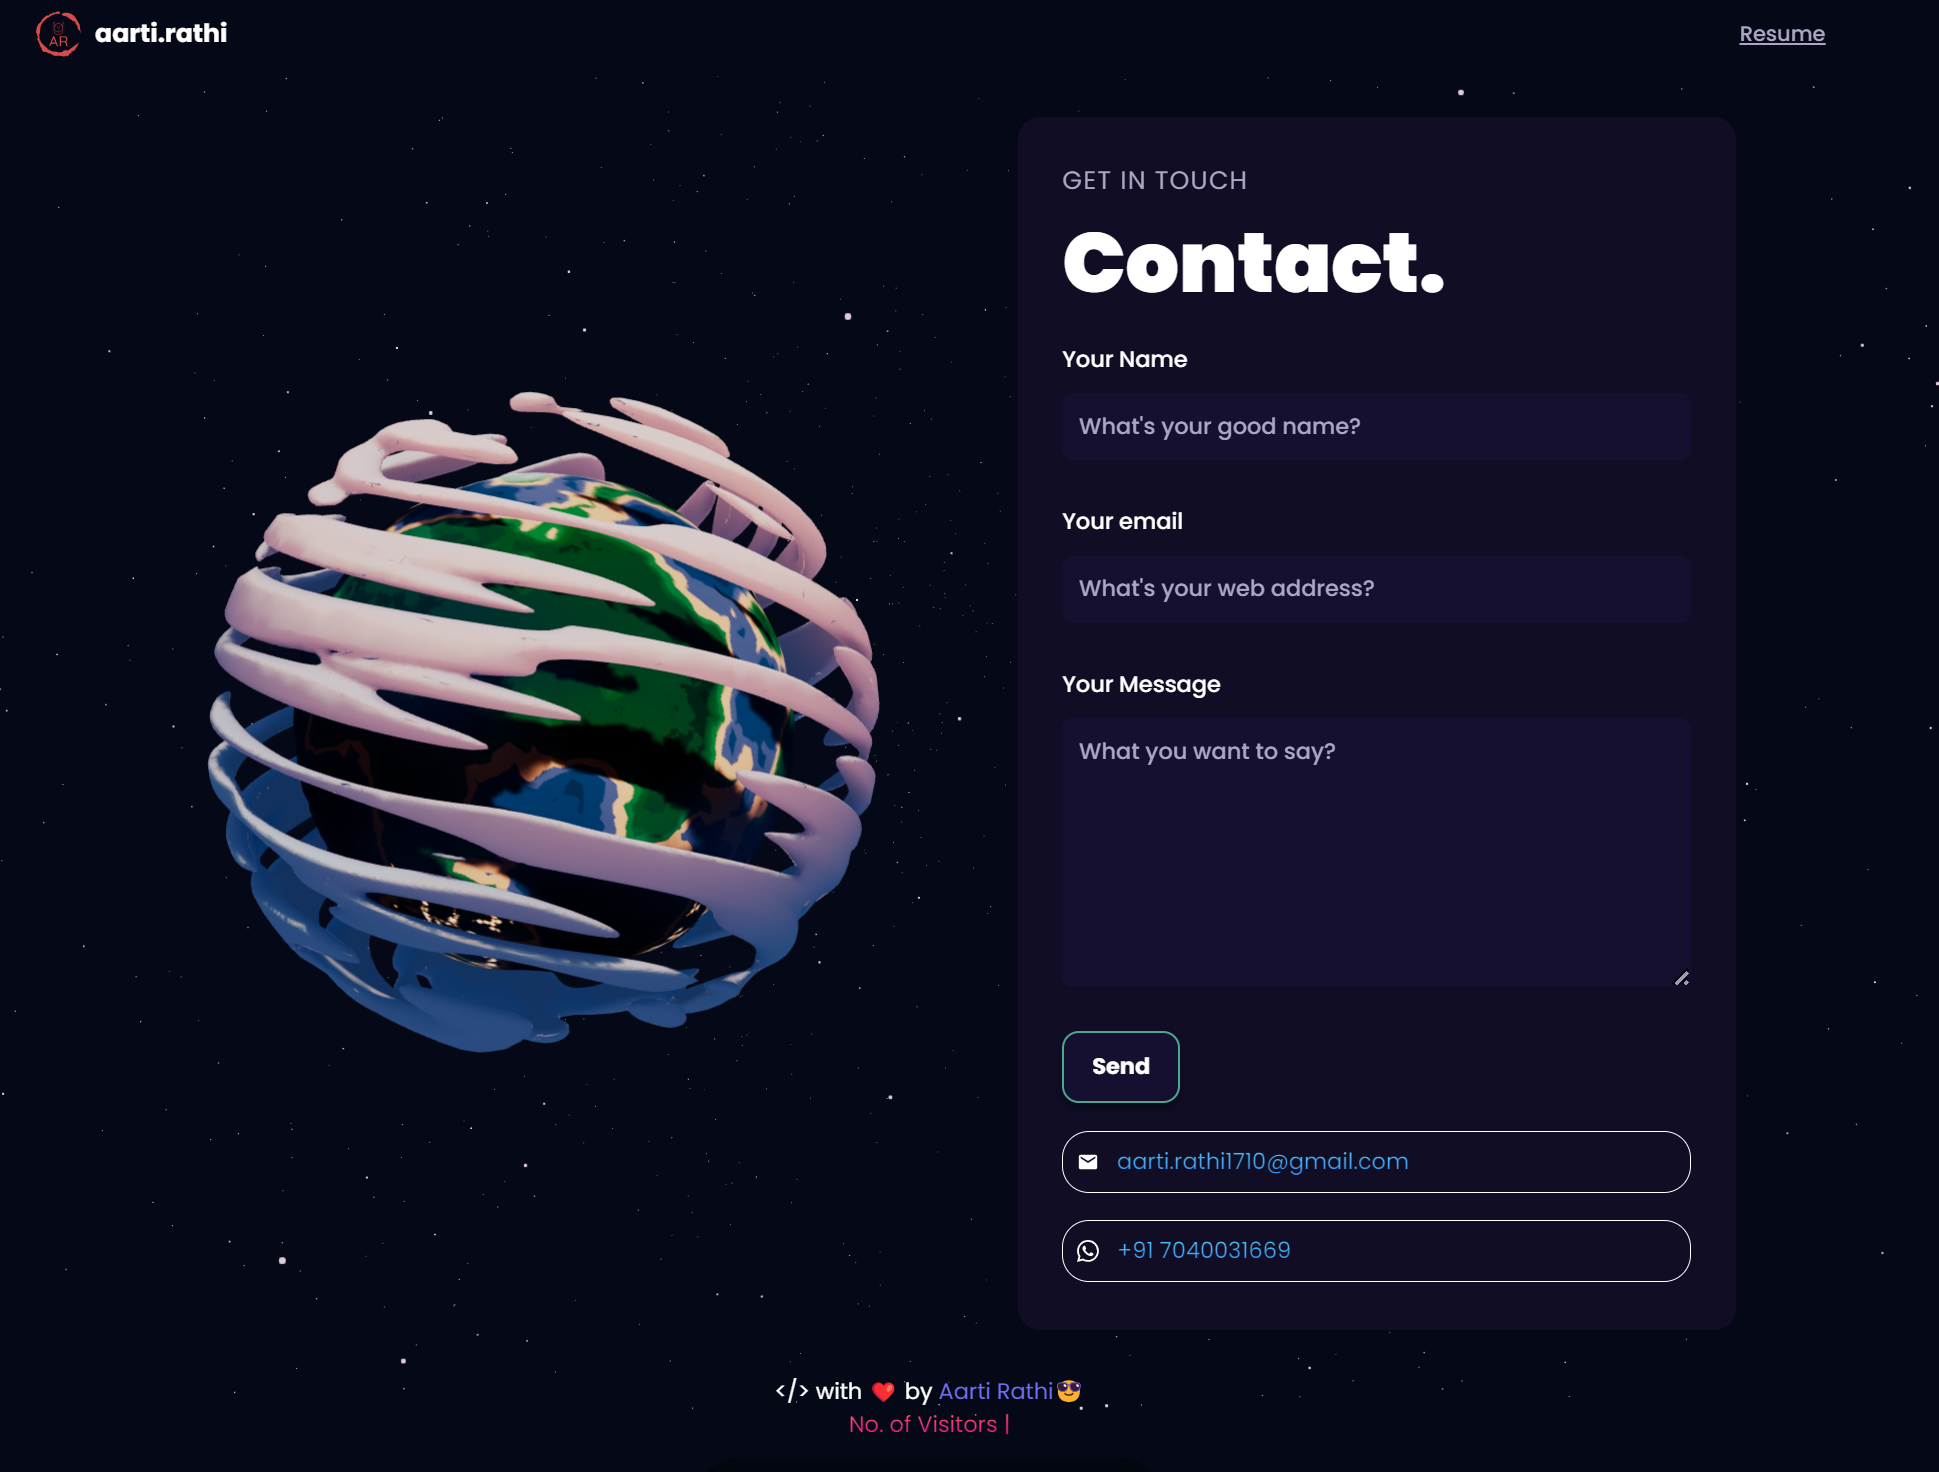 AR
aarti.rathi
Resume
GET IN TOUCH
Contact.
Your Name
What's your good name?
Your email
What's your web address?
Your Message
What you want to say?
Send
aarti.rathi1710@gmail.com
+91 7040031669
</> with ❤️ by Aarti Rathi😎
No. of Visitors |